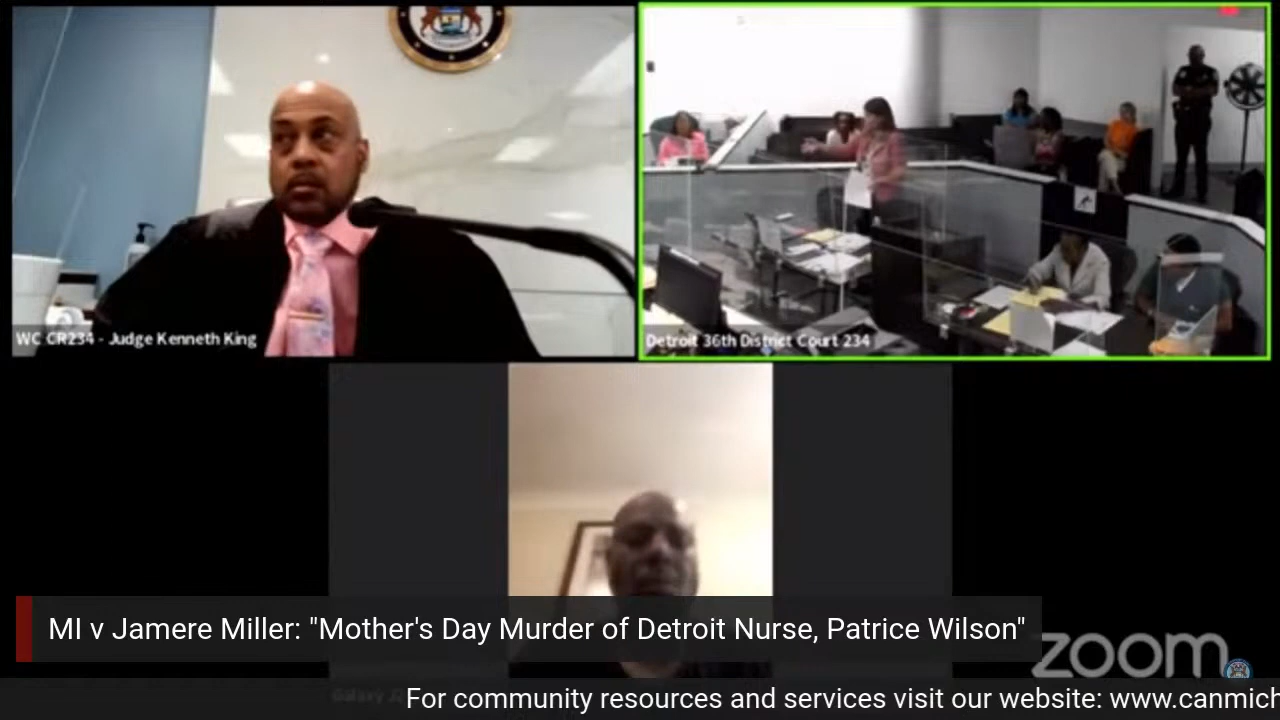 WC CR234 - Judge Kenneth King
Detroit 36th District Court 234
MI v Jamere Miller: "Mother's Day Murder of Detroit Nurse, Patrice Wilson"
zoom
Galaxy
For community resources and services visit our website: www.canmich